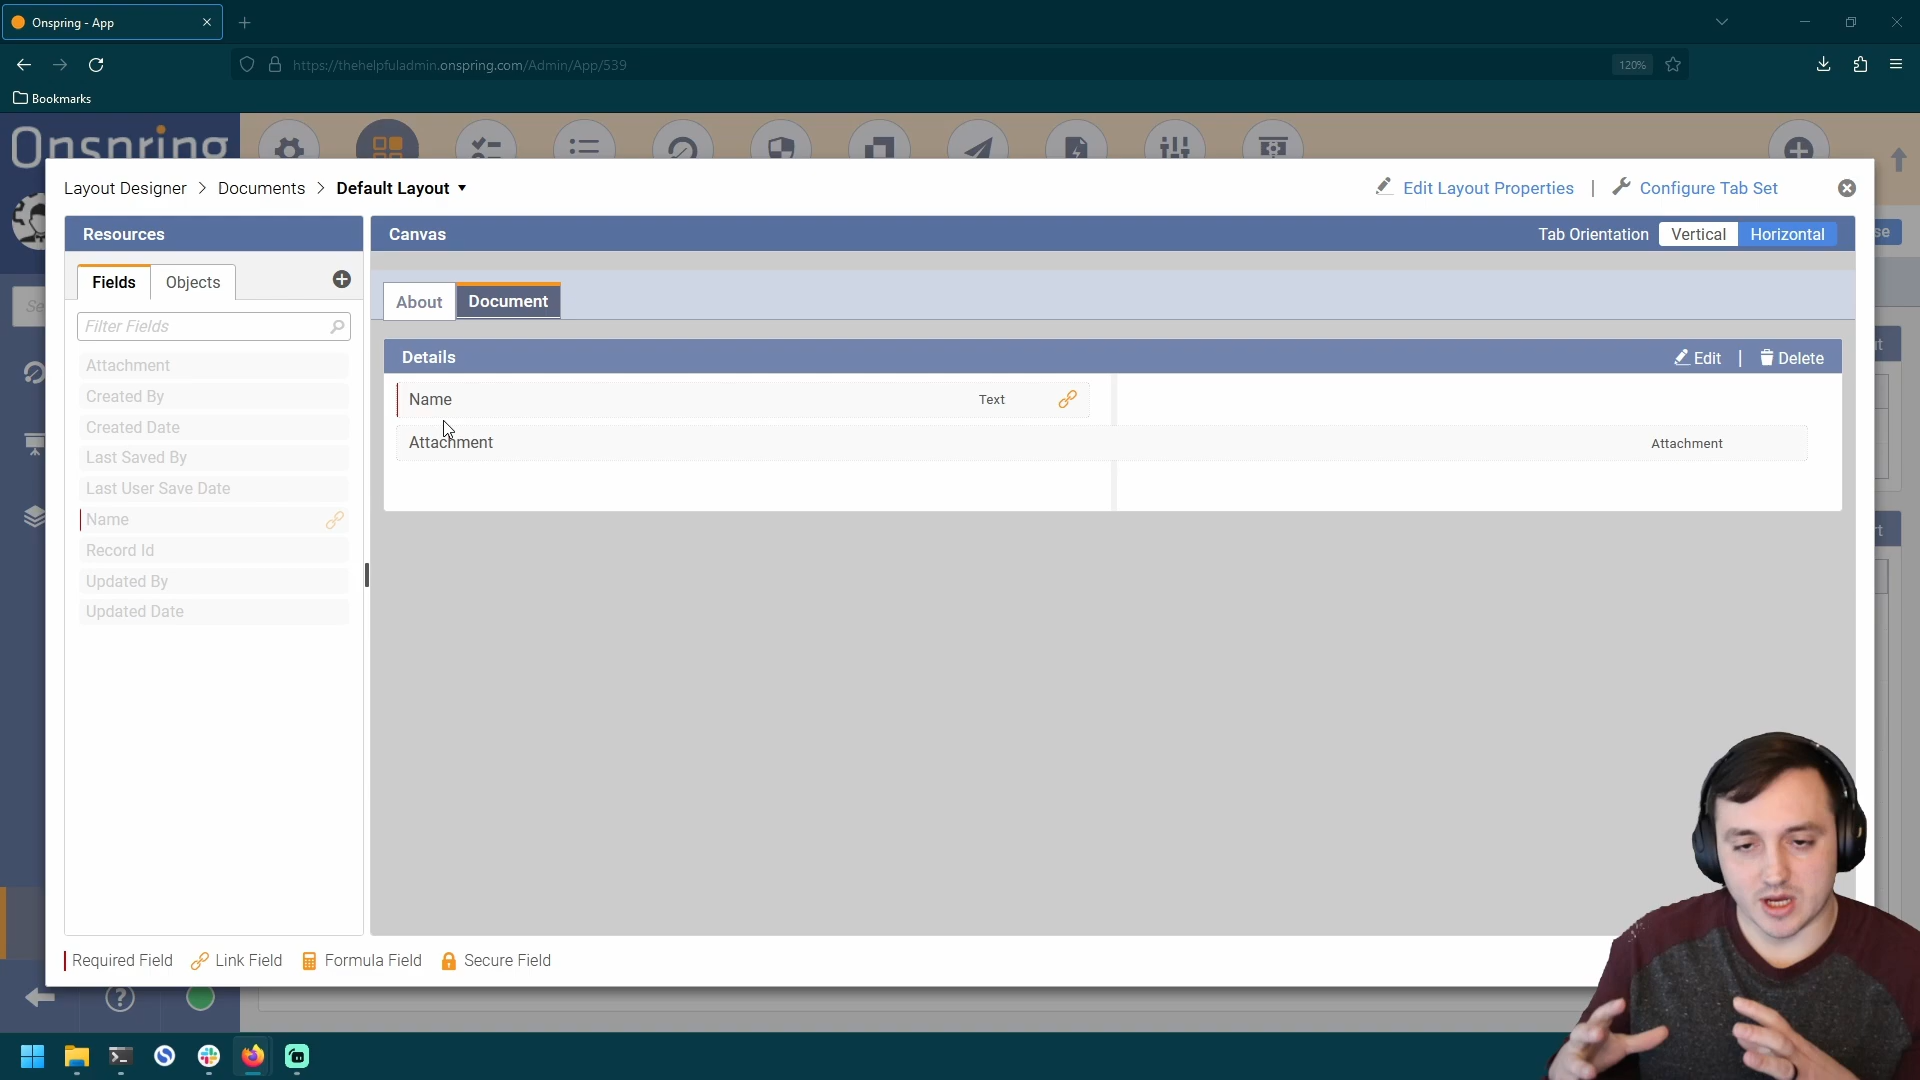 Onspring - App
https://thehelpfuladmin.onspring.com/Admin/App/539
120%
Bookmarks
Onspring
Layout Designer > Documents > Default Layout
Edit Layout Properties | Configure Tab Set
Resources
Canvas
Tab Orientation Vertical Horizontal
se
Fields Objects
About Document
Se
Filter Fields
Details
Edit | Delete
t
Attachment
Created By
Created Date
Last Saved By
Last User Save Date
Name
Record Id
Updated By
Updated Date
Name Text
Attachment Attachment
rt
Required Field Link Field Formula Field Secure Field